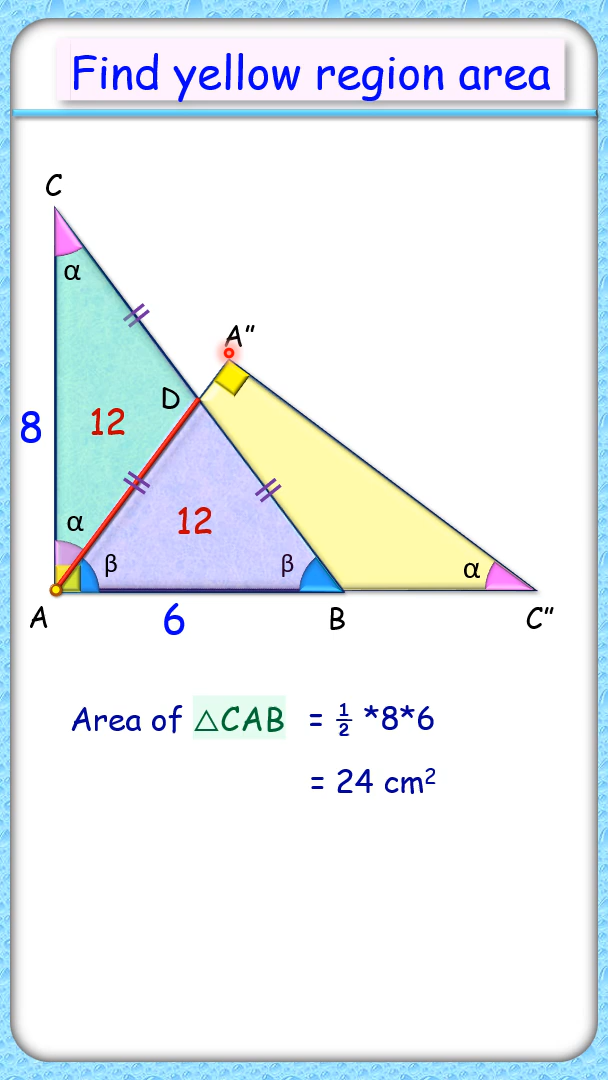 Find yellow region area
C
α
A″
D
8
12
12
α
β
β
α
A
6
B
C″
Area of △CAB = 1/2 *8*6
= 24 cm²